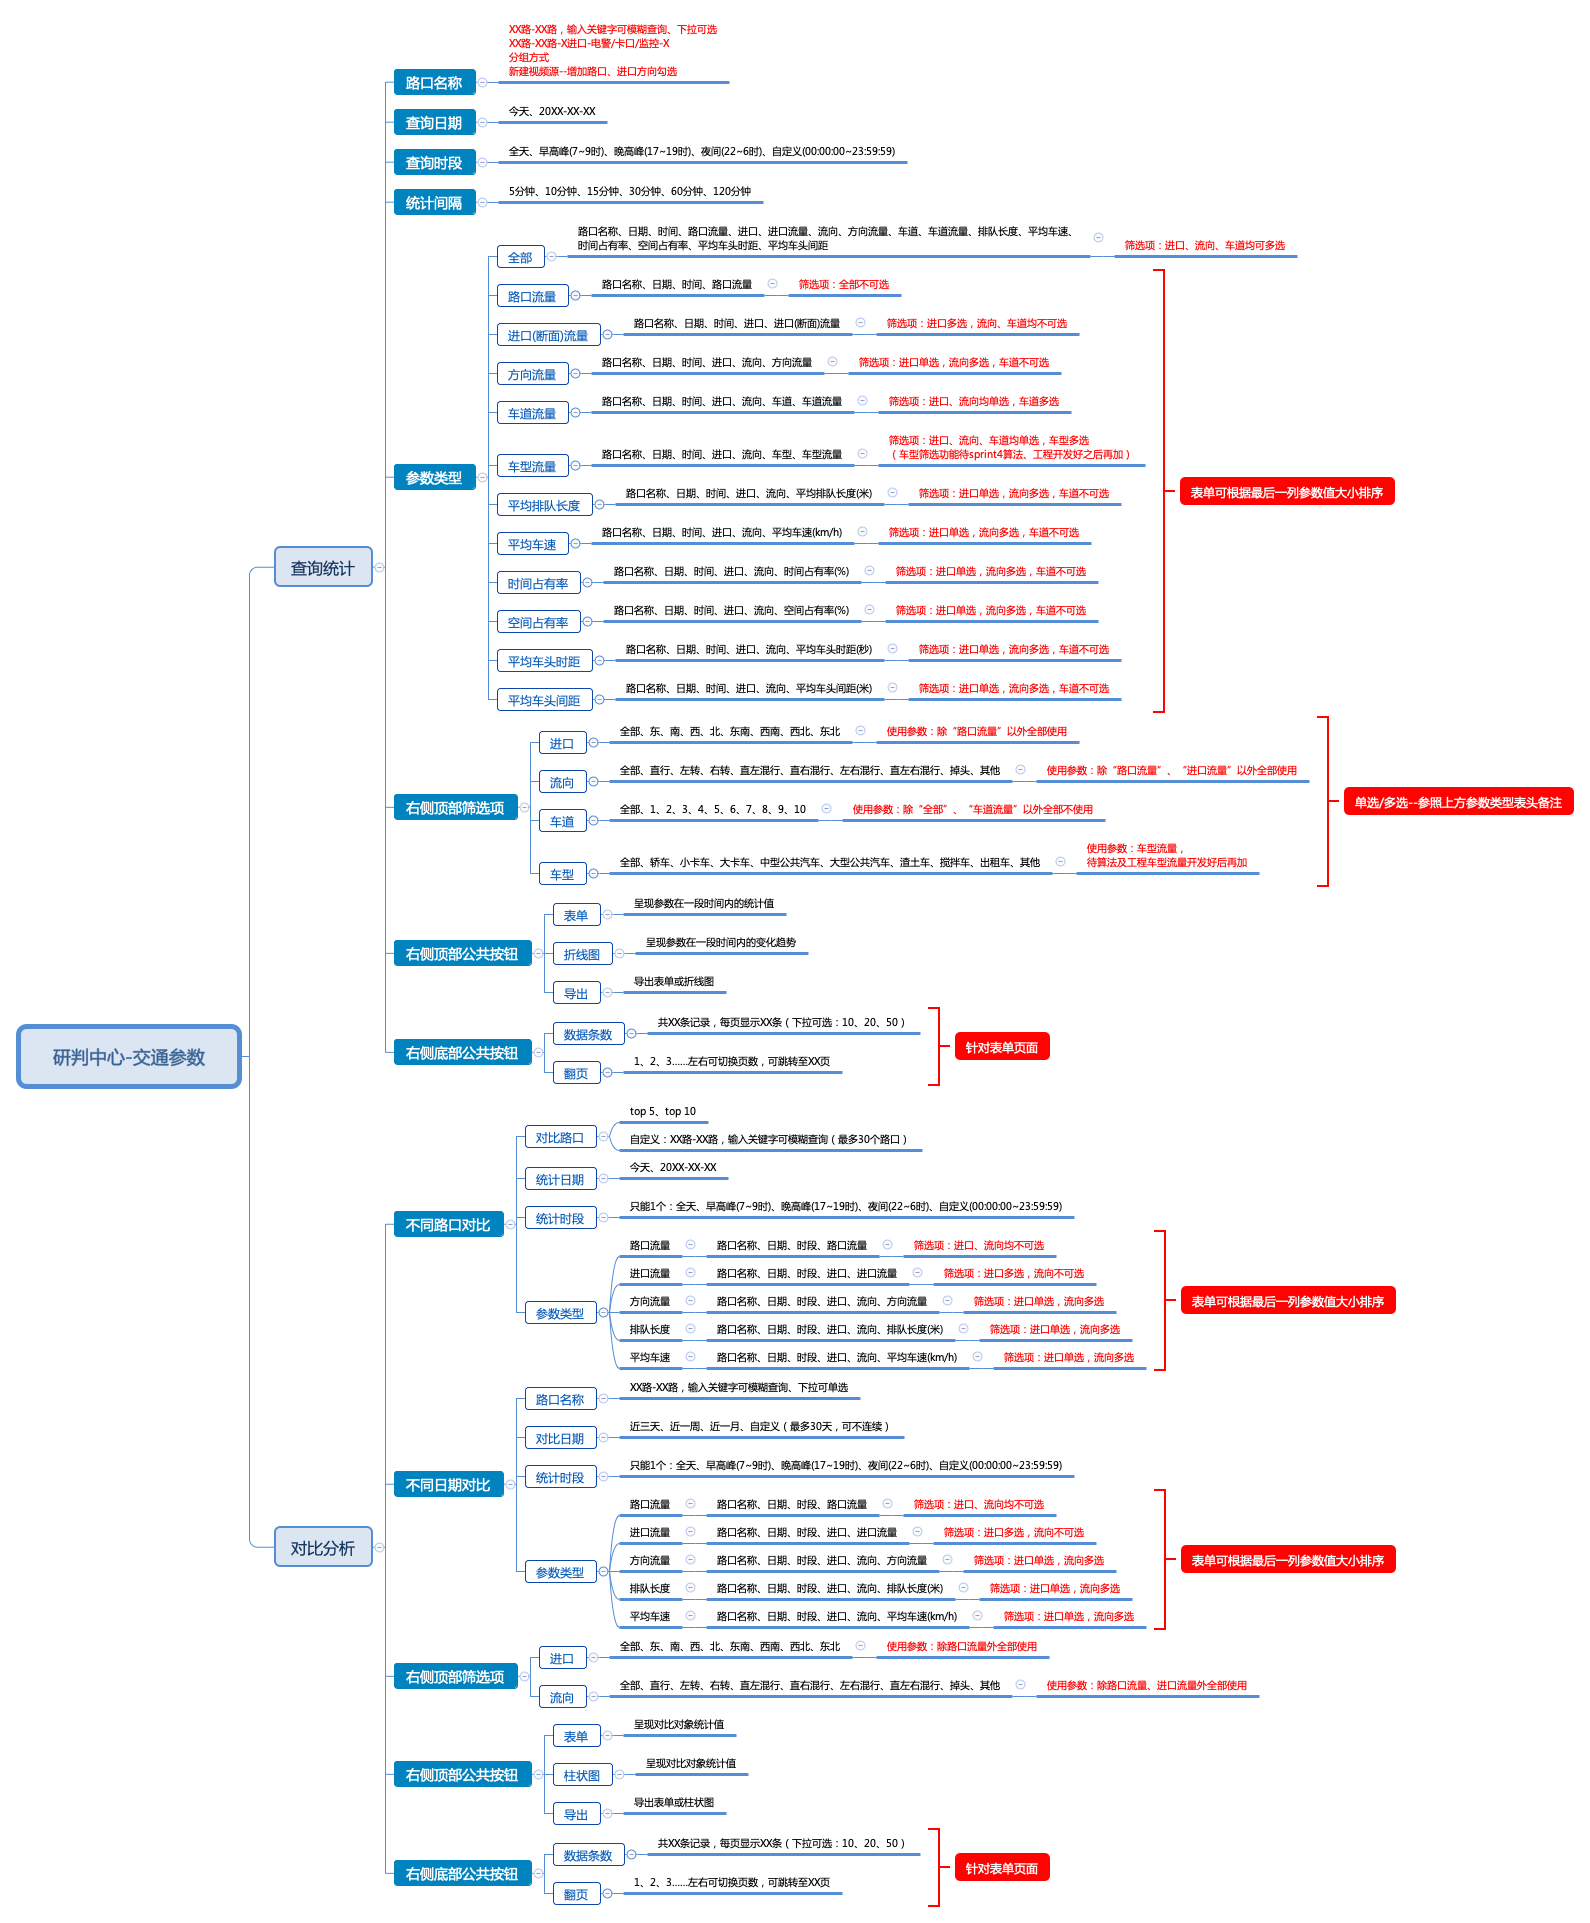 研判中心-交通参数
查询统计
路口名称
XX路-XX路，输入关键字可模糊查询、下拉可选
XX路-XX路-X进口-电警/卡口/监控-X
分组方式
新建视频源--增加路口、进口方向勾选
查询日期
今天、20XX-XX-XX
查询时段
全天、早高峰(7~9时)、晚高峰(17~19时)、夜间(22~6时)、自定义(00:00:00~23:59:59)
统计间隔
5分钟、10分钟、15分钟、30分钟、60分钟、120分钟
参数类型
全部
路口名称、日期、时间、路口流量、进口、进口流量、流向、方向流量、车道、车道流量、排队长度、平均车速、
时间占有率、空间占有率、平均车头时距、平均车头间距
筛选项：进口、流向、车道均可多选
路口流量
路口名称、日期、时间、路口流量
筛选项：全部不可选
进口(断面)流量
路口名称、日期、时间、进口、进口(断面)流量
筛选项：进口多选，流向、车道均不可选
方向流量
路口名称、日期、时间、进口、流向、方向流量
筛选项：进口单选，流向多选，车道不可选
车道流量
路口名称、日期、时间、进口、流向、车道、车道流量
筛选项：进口、流向均单选，车道多选
车型流量
路口名称、日期、时间、进口、流向、车型、车型流量
筛选项：进口、流向、车道均单选，车型多选
（车型筛选功能待sprint4算法、工程开发好之后再加）
平均排队长度
路口名称、日期、时间、进口、流向、平均排队长度(米)
筛选项：进口单选，流向多选，车道不可选
平均车速
路口名称、日期、时间、进口、流向、平均车速(km/h)
筛选项：进口单选，流向多选，车道不可选
时间占有率
路口名称、日期、时间、进口、流向、时间占有率(%)
筛选项：进口单选，流向多选，车道不可选
空间占有率
路口名称、日期、时间、进口、流向、空间占有率(%)
筛选项：进口单选，流向多选，车道不可选
平均车头时距
路口名称、日期、时间、进口、流向、平均车头时距(秒)
筛选项：进口单选，流向多选，车道不可选
平均车头间距
路口名称、日期、时间、进口、流向、平均车头间距(米)
筛选项：进口单选，流向多选，车道不可选
表单可根据最后一列参数值大小排序
右侧顶部筛选项
进口
全部、东、南、西、北、东南、西南、西北、东北
使用参数：除“路口流量”以外全部使用
流向
全部、直行、左转、右转、直左混行、直右混行、左右混行、直左右混行、掉头、其他
使用参数：除“路口流量”、“进口流量”以外全部使用
车道
全部、1、2、3、4、5、6、7、8、9、10
使用参数：除“全部”、“车道流量”以外全部不使用
车型
全部、轿车、小卡车、大卡车、中型公共汽车、大型公共汽车、渣土车、搅拌车、出租车、其他
使用参数：车型流量，
待算法及工程车型流量开发好后再加
单选/多选--参照上方参数类型表头备注
右侧顶部公共按钮
表单
呈现参数在一段时间内的统计值
折线图
呈现参数在一段时间内的变化趋势
导出
导出表单或折线图
右侧底部公共按钮
数据条数
共XX条记录，每页显示XX条（下拉可选：10、20、50）
翻页
1、2、3......左右可切换页数，可跳转至XX页
针对表单页面
对比分析
不同路口对比
对比路口
top 5、top 10
自定义：XX路-XX路，输入关键字可模糊查询（最多30个路口）
统计日期
今天、20XX-XX-XX
统计时段
只能1个：全天、早高峰(7~9时)、晚高峰(17~19时)、夜间(22~6时)、自定义(00:00:00~23:59:59)
参数类型
路口流量
路口名称、日期、时段、路口流量
筛选项：进口、流向均不可选
进口流量
路口名称、日期、时段、进口、进口流量
筛选项：进口多选，流向不可选
方向流量
路口名称、日期、时段、进口、流向、方向流量
筛选项：进口单选，流向多选
排队长度
路口名称、日期、时段、进口、流向、排队长度(米)
筛选项：进口单选，流向多选
平均车速
路口名称、日期、时段、进口、流向、平均车速(km/h)
筛选项：进口单选，流向多选
表单可根据最后一列参数值大小排序
不同日期对比
路口名称
XX路-XX路，输入关键字可模糊查询、下拉可单选
对比日期
近三天、近一周、近一月、自定义（最多30天，可不连续）
统计时段
只能1个：全天、早高峰(7~9时)、晚高峰(17~19时)、夜间(22~6时)、自定义(00:00:00~23:59:59)
参数类型
路口流量
路口名称、日期、时段、路口流量
筛选项：进口、流向均不可选
进口流量
路口名称、日期、时段、进口、进口流量
筛选项：进口多选，流向不可选
方向流量
路口名称、日期、时段、进口、流向、方向流量
筛选项：进口单选，流向多选
排队长度
路口名称、日期、时段、进口、流向、排队长度(米)
筛选项：进口单选，流向多选
平均车速
路口名称、日期、时段、进口、流向、平均车速(km/h)
筛选项：进口单选，流向多选
表单可根据最后一列参数值大小排序
右侧顶部筛选项
进口
全部、东、南、西、北、东南、西南、西北、东北
使用参数：除路口流量外全部使用
流向
全部、直行、左转、右转、直左混行、直右混行、左右混行、直左右混行、掉头、其他
使用参数：除路口流量、进口流量外全部使用
右侧顶部公共按钮
表单
呈现对比对象统计值
柱状图
呈现对比对象统计值
导出
导出表单或柱状图
右侧底部公共按钮
数据条数
共XX条记录，每页显示XX条（下拉可选：10、20、50）
翻页
1、2、3......左右可切换页数，可跳转至XX页
针对表单页面